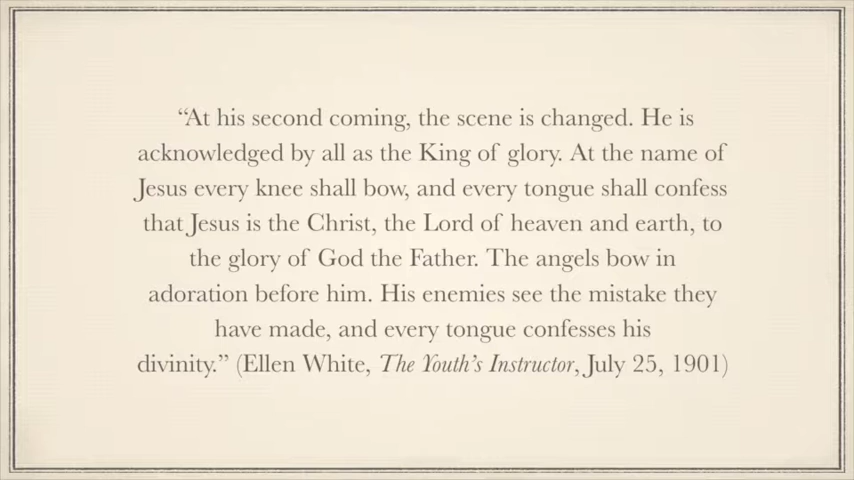 “At his second coming, the scene is changed. He is
acknowledged by all as the King of glory. At the name of
Jesus every knee shall bow, and every tongue shall confess
that Jesus is the Christ, the Lord of heaven and earth, to
the glory of God the Father. The angels bow in
adoration before him. His enemies see the mistake they
have made, and every tongue confesses his
divinity.” (Ellen White, The Youth’s Instructor, July 25, 1901)